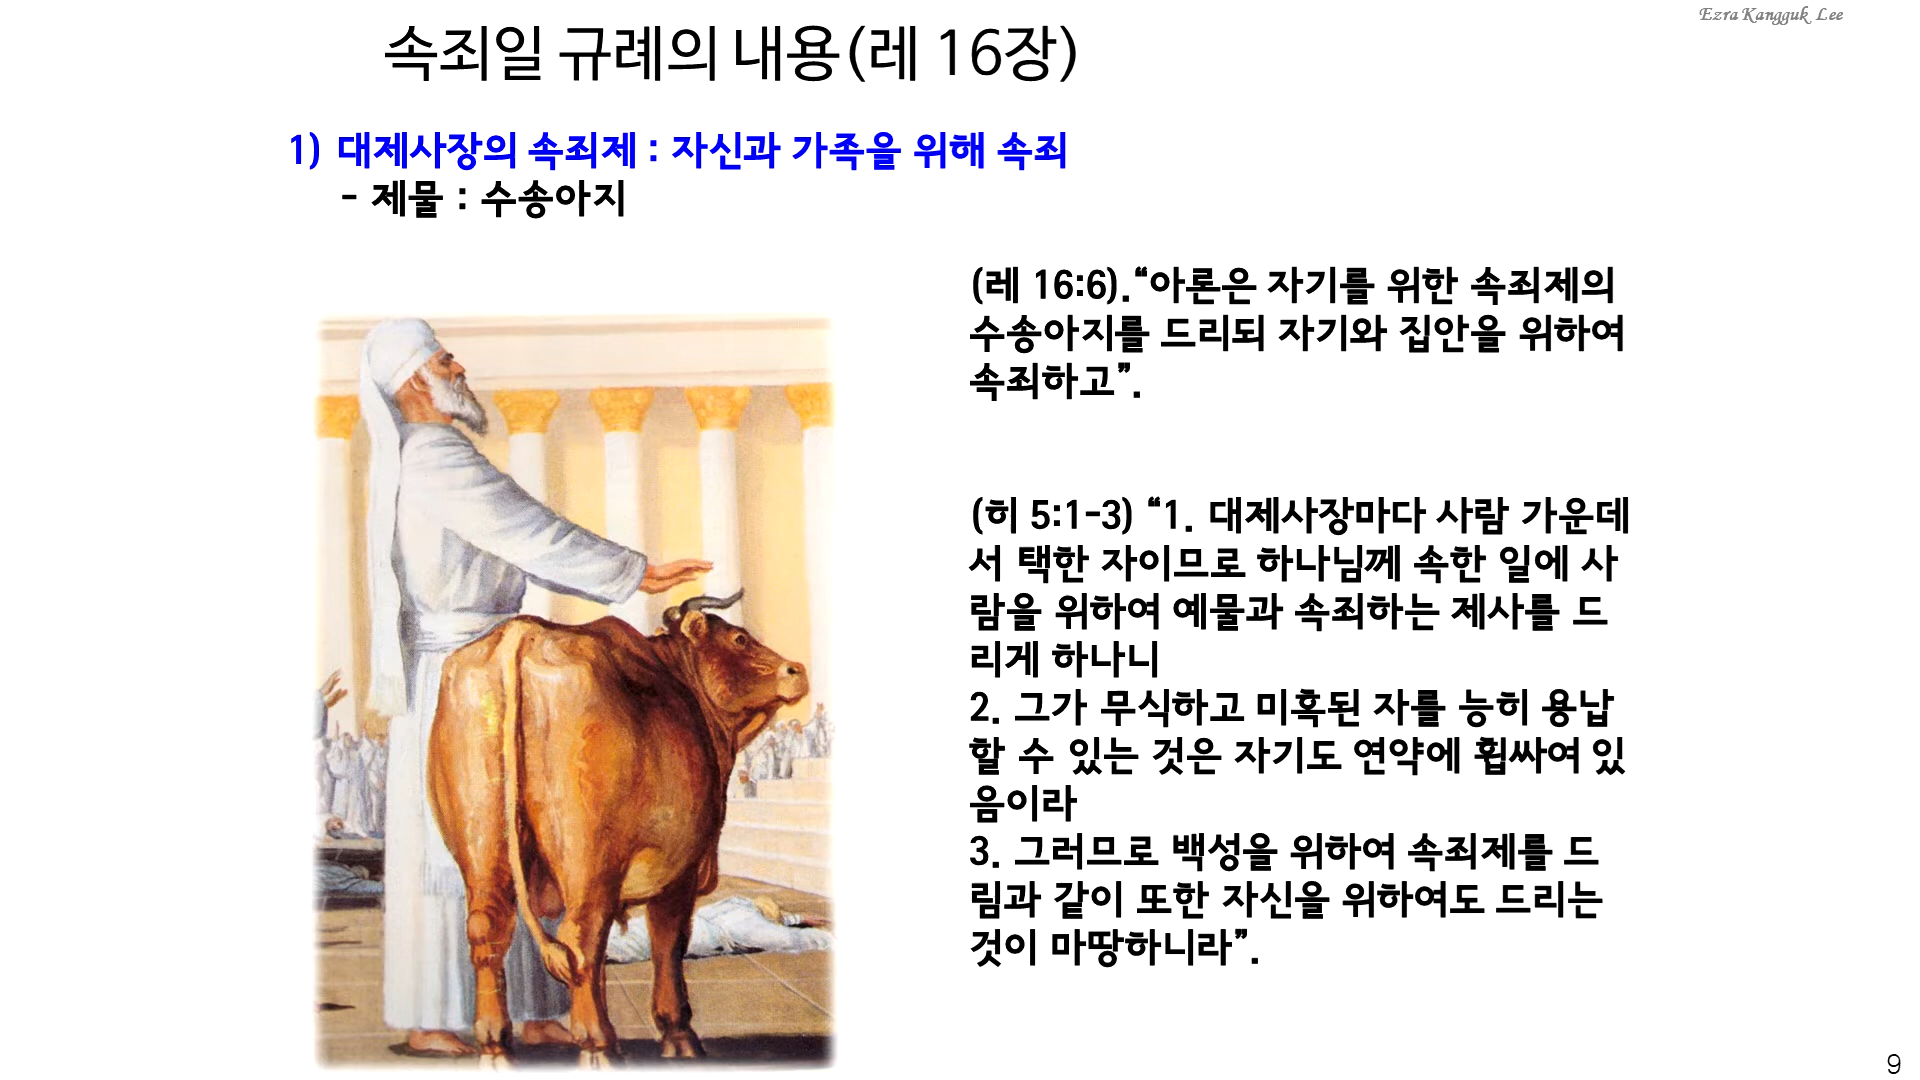 Ezra Kangguk Lee
속죄일 규례의 내용(레 16장)
1) 대제사장의 속죄제 : 자신과 가족을 위해 속죄
- 제물 : 수송아지
(레 16:6).“아론은 자기를 위한 속죄제의
수송아지를 드리되 자기와 집안을 위하여
속죄하고”.
(히 5:1-3) “1. 대제사장마다 사람 가운데
서 택한 자이므로 하나님께 속한 일에 사
람을 위하여 예물과 속죄하는 제사를 드
리게 하나니
2. 그가 무식하고 미혹된 자를 능히 용납
할 수 있는 것은 자기도 연약에 휩싸여 있
음이라
3. 그러므로 백성을 위하여 속죄제를 드
림과 같이 또한 자신을 위하여도 드리는
것이 마땅하니라”.
9